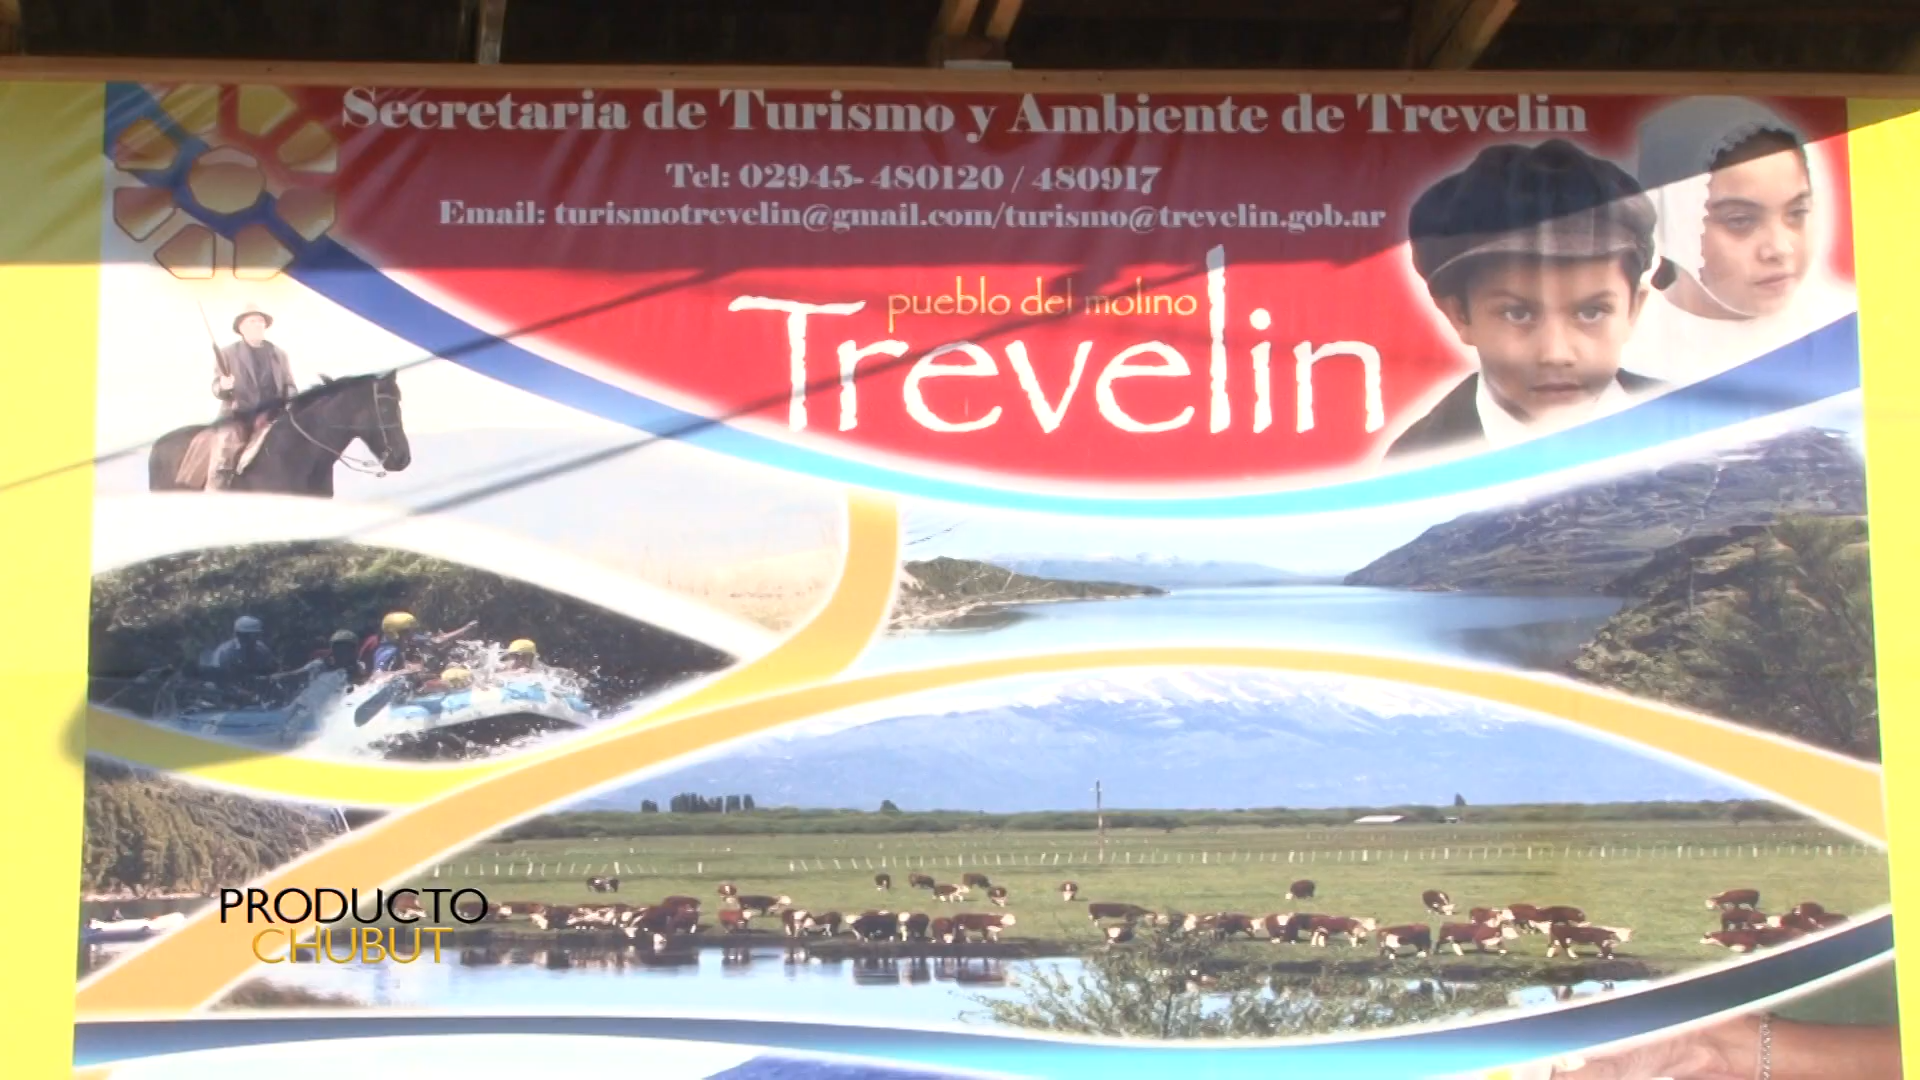 Secretaria de Turismo y Ambiente de Trevelin
Tel: 02945- 480120 / 480917
Email: turismotrevelin@gmail.com/turismo@trevelin.gob.ar
pueblo del molino
Trevelin
PRODUCTO
CHUBUT